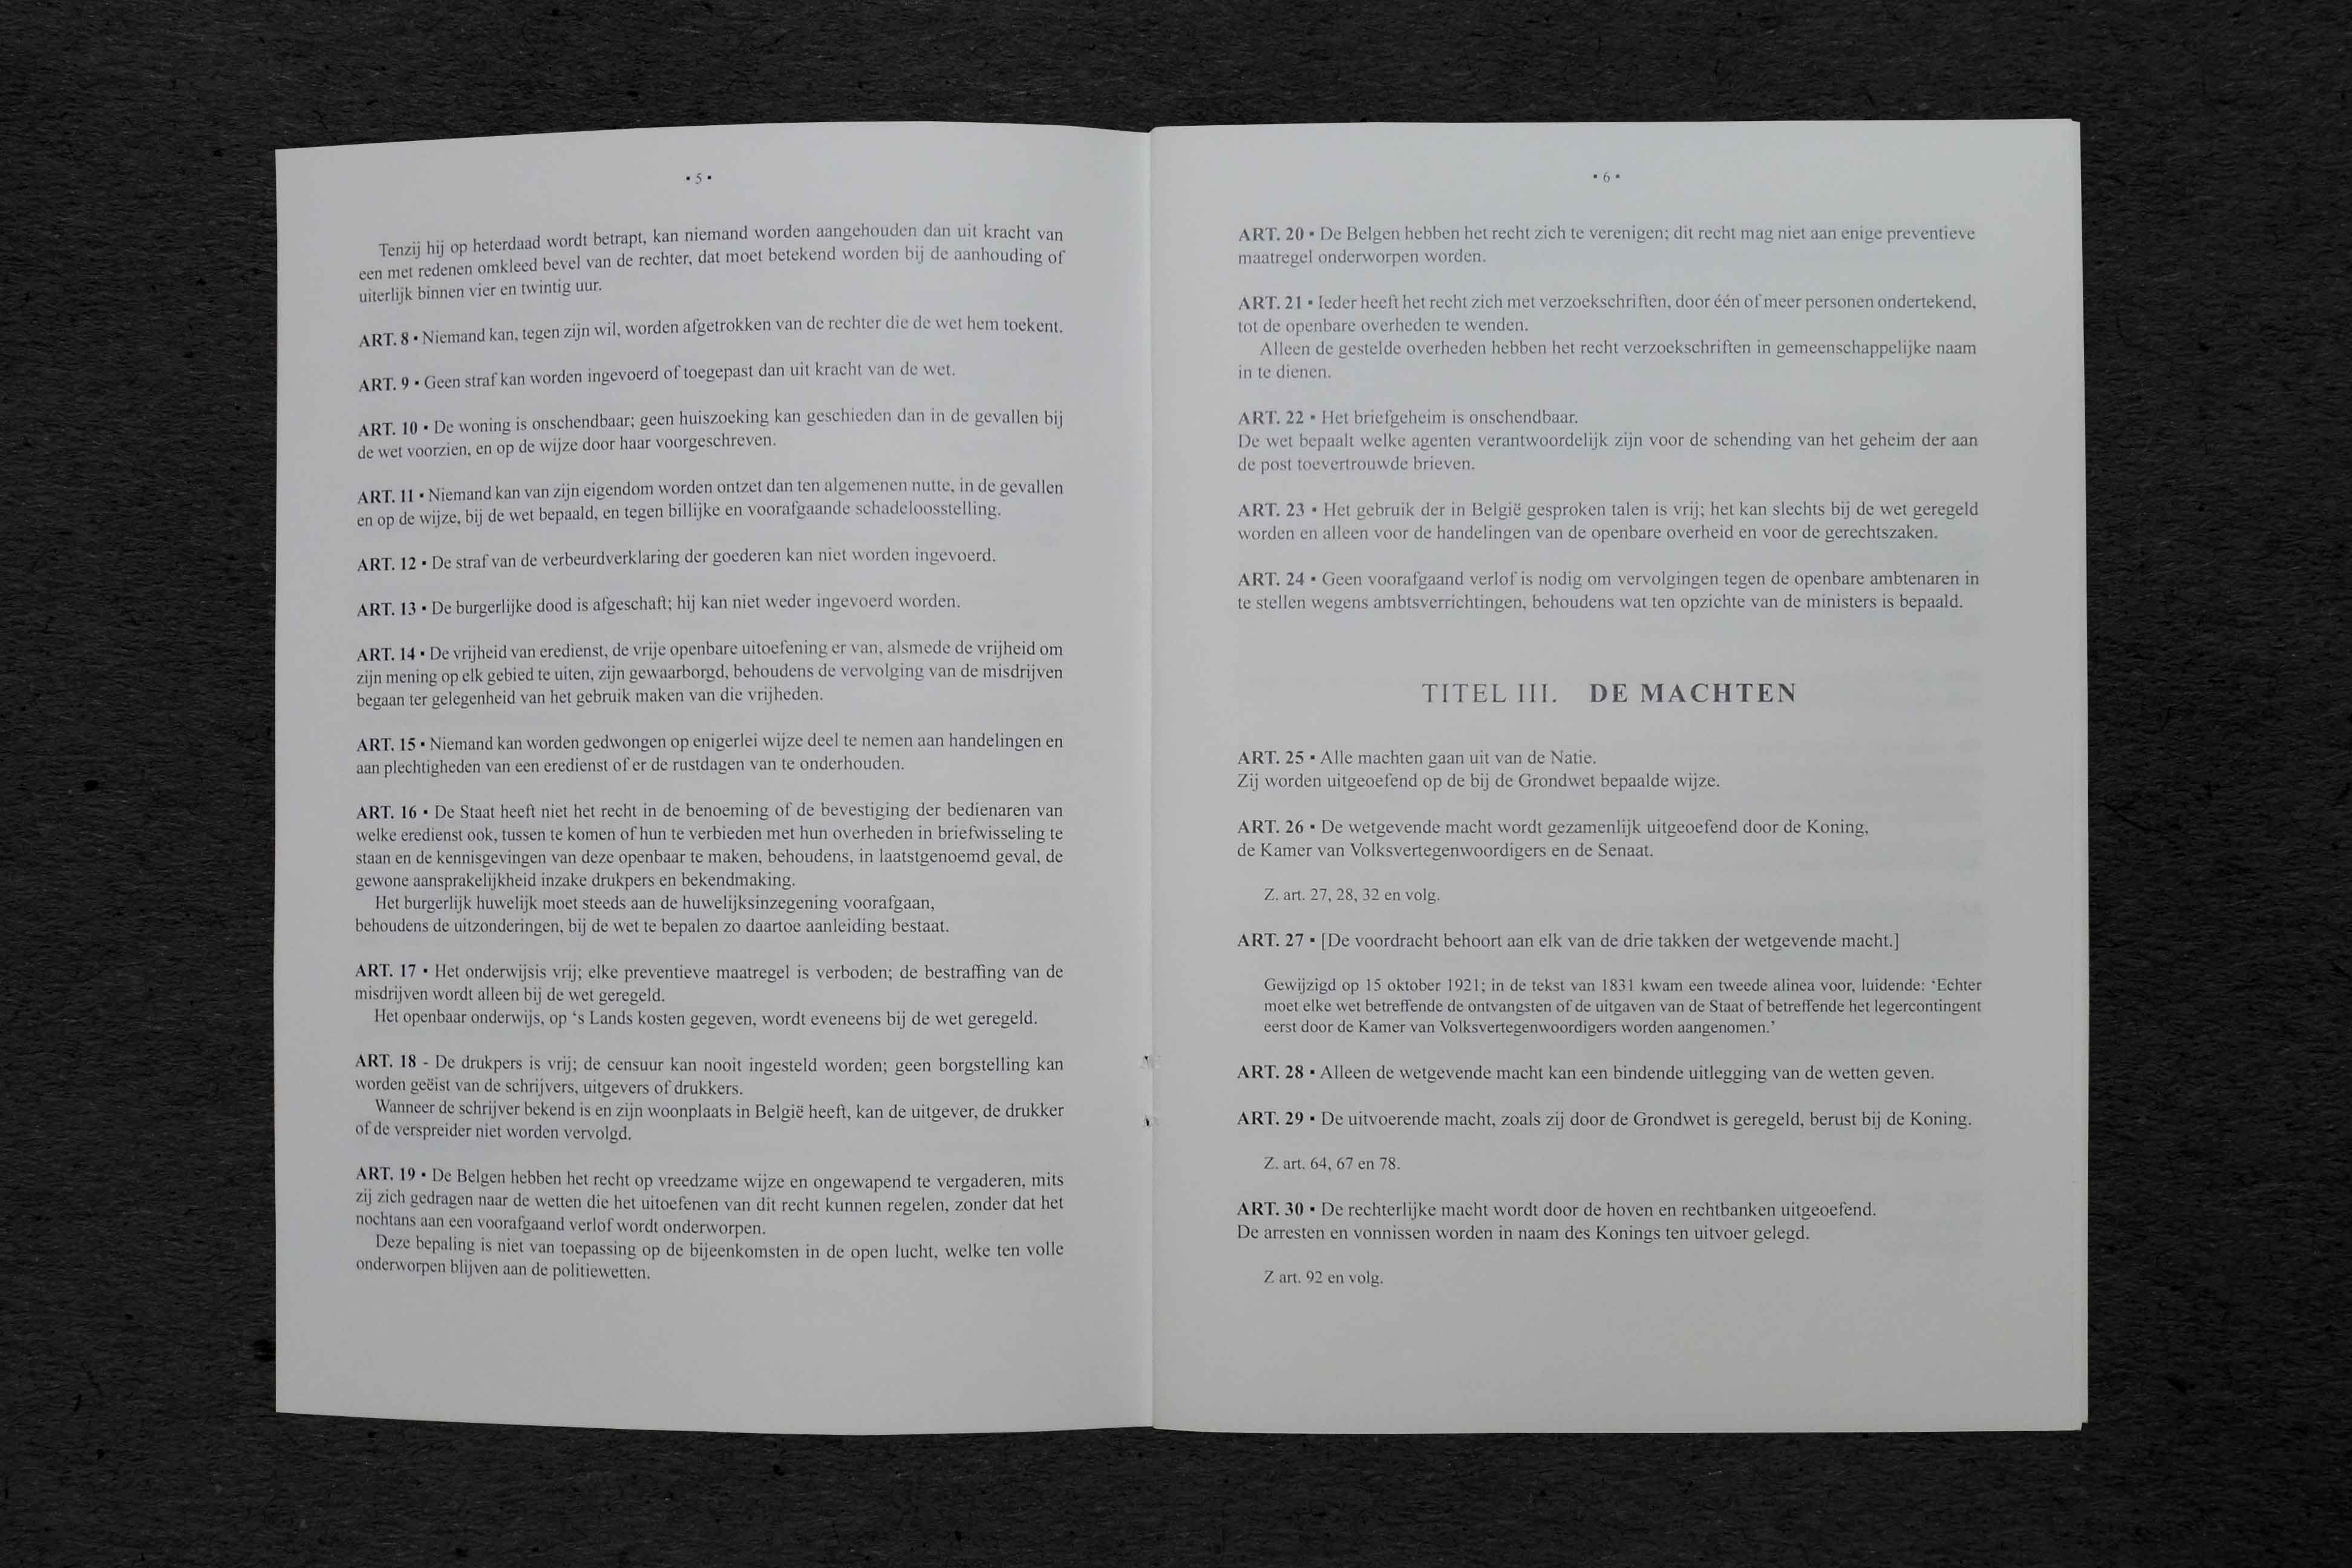 ▪ 5 ▪
Tenzij hij op heterdaad wordt betrapt, kan niemand worden aangehouden dan uit kracht van
een met redenen omkleed bevel van de rechter, dat moet betekend worden bij de aanhouding of
uiterlijk binnen vier en twintig uur.
ART. 8 ▪ Niemand kan, tegen zijn wil, worden afgetrokken van de rechter die de wet hem toekent.
ART. 9 ▪ Geen straf kan worden ingevoerd of toegepast dan uit kracht van de wet.
ART. 10 ▪ De woning is onschendbaar; geen huiszoeking kan geschieden dan in de gevallen bij
de wet voorzien, en op de wijze door haar voorgeschreven.
ART. 11 ▪ Niemand kan van zijn eigendom worden ontzet dan ten algemenen nutte, in de gevallen
en op de wijze, bij de wet bepaald, en tegen billijke en voorafgaande schadeloosstelling.
ART. 12 ▪ De straf van de verbeurdverklaring der goederen kan niet worden ingevoerd.
ART. 13 ▪ De burgerlijke dood is afgeschaft; hij kan niet weder ingevoerd worden.
ART. 14 ▪ De vrijheid van eredienst, de vrije openbare uitoefening er van, alsmede de vrijheid om
zijn mening op elk gebied te uiten, zijn gewaarborgd, behoudens de vervolging van de misdrijven
begaan ter gelegenheid van het gebruik maken van die vrijheden.
ART. 15 ▪ Niemand kan worden gedwongen op enigerlei wijze deel te nemen aan handelingen en
aan plechtigheden van een eredienst of er de rustdagen van te onderhouden.
ART. 16 ▪ De Staat heeft niet het recht in de benoeming of de bevestiging der bedienaren van
welke eredienst ook, tussen te komen of hun te verbieden met hun overheden in briefwisseling te
staan en de kennisgevingen van deze openbaar te maken, behoudens, in laatstgenoemd geval, de
gewone aansprakelijkheid inzake drukpers en bekendmaking.
Het burgerlijk huwelijk moet steeds aan de huwelijksinzegening voorafgaan,
behoudens de uitzonderingen, bij de wet te bepalen zo daartoe aanleiding bestaat.
ART. 17 ▪ Het onderwijsis vrij; elke preventieve maatregel is verboden; de bestraffing van de
misdrijven wordt alleen bij de wet geregeld.
Het openbaar onderwijs, op ‘s Lands kosten gegeven, wordt eveneens bij de wet geregeld.
ART. 18 - De drukpers is vrij; de censuur kan nooit ingesteld worden; geen borgstelling kan
worden geëist van de schrijvers, uitgevers of drukkers.
Wanneer de schrijver bekend is en zijn woonplaats in België heeft, kan de uitgever, de drukker
of de verspreider niet worden vervolgd.
ART. 19 ▪ De Belgen hebben het recht op vreedzame wijze en ongewapend te vergaderen, mits
zij zich gedragen naar de wetten die het uitoefenen van dit recht kunnen regelen, zonder dat het
nochtans aan een voorafgaand verlof wordt onderworpen.
Deze bepaling is niet van toepassing op de bijeenkomsten in de open lucht, welke ten volle
onderworpen blijven aan de politiewetten.
▪ 6 ▪
ART. 20 ▪ De Belgen hebben het recht zich te verenigen; dit recht mag niet aan enige preventieve
maatregel onderworpen worden.
ART. 21 ▪ Ieder heeft het recht zich met verzoekschriften, door één of meer personen ondertekend,
tot de openbare overheden te wenden.
Alleen de gestelde overheden hebben het recht verzoekschriften in gemeenschappelijke naam
in te dienen.
ART. 22 ▪ Het briefgeheim is onschendbaar.
De wet bepaalt welke agenten verantwoordelijk zijn voor de schending van het geheim der aan
de post toevertrouwde brieven.
ART. 23 ▪ Het gebruik der in België gesproken talen is vrij; het kan slechts bij de wet geregeld
worden en alleen voor de handelingen van de openbare overheid en voor de gerechtszaken.
ART. 24 ▪ Geen voorafgaand verlof is nodig om vervolgingen tegen de openbare ambtenaren in
te stellen wegens ambtsverrichtingen, behoudens wat ten opzichte van de ministers is bepaald.
TITEL III. DE MACHTEN
ART. 25 ▪ Alle machten gaan uit van de Natie.
Zij worden uitgeoefend op de bij de Grondwet bepaalde wijze.
ART. 26 ▪ De wetgevende macht wordt gezamenlijk uitgeoefend door de Koning,
de Kamer van Volksvertegenwoordigers en de Senaat.
Z. art. 27, 28, 32 en volg.
ART. 27 ▪ [De voordracht behoort aan elk van de drie takken der wetgevende macht.]
Gewijzigd op 15 oktober 1921; in de tekst van 1831 kwam een tweede alinea voor, luidende: ‘Echter
moet elke wet betreffende de ontvangsten of de uitgaven van de Staat of betreffende het legercontingent
eerst door de Kamer van Volksvertegenwoordigers worden aangenomen.’
ART. 28 ▪ Alleen de wetgevende macht kan een bindende uitlegging van de wetten geven.
ART. 29 ▪ De uitvoerende macht, zoals zij door de Grondwet is geregeld, berust bij de Koning.
Z. art. 64, 67 en 78.
ART. 30 ▪ De rechterlijke macht wordt door de hoven en rechtbanken uitgeoefend.
De arresten en vonnissen worden in naam des Konings ten uitvoer gelegd.
Z art. 92 en volg.